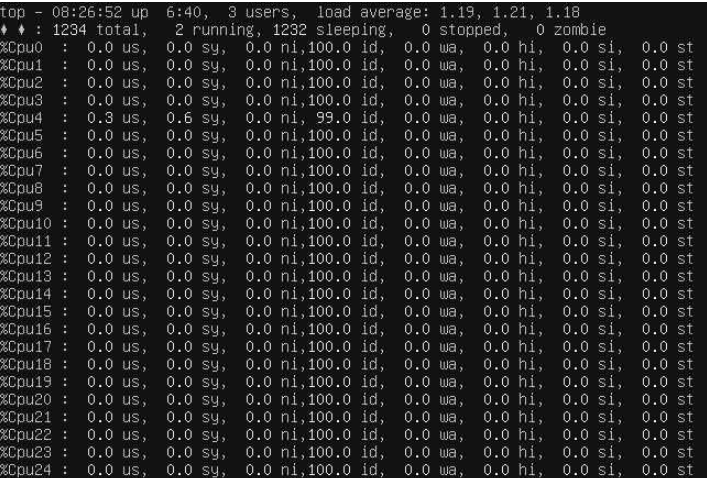 top - 08:26:52 up  6:40,  3 users,  load average: 1.19, 1.21, 1.18
♦ ♦ : 1234 total,   2 running, 1232 sleeping,   0 stopped,   0 zombie
%Cpu0  :  0.0 us,  0.0 sy,  0.0 ni,100.0 id,  0.0 wa,  0.0 hi,  0.0 si,  0.0 st
%Cpu1  :  0.0 us,  0.0 sy,  0.0 ni,100.0 id,  0.0 wa,  0.0 hi,  0.0 si,  0.0 st
%Cpu2  :  0.0 us,  0.0 sy,  0.0 ni,100.0 id,  0.0 wa,  0.0 hi,  0.0 si,  0.0 st
%Cpu3  :  0.0 us,  0.0 sy,  0.0 ni,100.0 id,  0.0 wa,  0.0 hi,  0.0 si,  0.0 st
%Cpu4  :  0.3 us,  0.6 sy,  0.0 ni, 99.0 id,  0.0 wa,  0.0 hi,  0.0 si,  0.0 st
%Cpu5  :  0.0 us,  0.0 sy,  0.0 ni,100.0 id,  0.0 wa,  0.0 hi,  0.0 si,  0.0 st
%Cpu6  :  0.0 us,  0.0 sy,  0.0 ni,100.0 id,  0.0 wa,  0.0 hi,  0.0 si,  0.0 st
%Cpu7  :  0.0 us,  0.0 sy,  0.0 ni,100.0 id,  0.0 wa,  0.0 hi,  0.0 si,  0.0 st
%Cpu8  :  0.0 us,  0.0 sy,  0.0 ni,100.0 id,  0.0 wa,  0.0 hi,  0.0 si,  0.0 st
%Cpu9  :  0.0 us,  0.0 sy,  0.0 ni,100.0 id,  0.0 wa,  0.0 hi,  0.0 si,  0.0 st
%Cpu10 :  0.0 us,  0.0 sy,  0.0 ni,100.0 id,  0.0 wa,  0.0 hi,  0.0 si,  0.0 st
%Cpu11 :  0.0 us,  0.0 sy,  0.0 ni,100.0 id,  0.0 wa,  0.0 hi,  0.0 si,  0.0 st
%Cpu12 :  0.0 us,  0.0 sy,  0.0 ni,100.0 id,  0.0 wa,  0.0 hi,  0.0 si,  0.0 st
%Cpu13 :  0.0 us,  0.0 sy,  0.0 ni,100.0 id,  0.0 wa,  0.0 hi,  0.0 si,  0.0 st
%Cpu14 :  0.0 us,  0.0 sy,  0.0 ni,100.0 id,  0.0 wa,  0.0 hi,  0.0 si,  0.0 st
%Cpu15 :  0.0 us,  0.0 sy,  0.0 ni,100.0 id,  0.0 wa,  0.0 hi,  0.0 si,  0.0 st
%Cpu16 :  0.0 us,  0.0 sy,  0.0 ni,100.0 id,  0.0 wa,  0.0 hi,  0.0 si,  0.0 st
%Cpu17 :  0.0 us,  0.0 sy,  0.0 ni,100.0 id,  0.0 wa,  0.0 hi,  0.0 si,  0.0 st
%Cpu18 :  0.0 us,  0.0 sy,  0.0 ni,100.0 id,  0.0 wa,  0.0 hi,  0.0 si,  0.0 st
%Cpu19 :  0.0 us,  0.0 sy,  0.0 ni,100.0 id,  0.0 wa,  0.0 hi,  0.0 si,  0.0 st
%Cpu20 :  0.0 us,  0.0 sy,  0.0 ni,100.0 id,  0.0 wa,  0.0 hi,  0.0 si,  0.0 st
%Cpu21 :  0.0 us,  0.0 sy,  0.0 ni,100.0 id,  0.0 wa,  0.0 hi,  0.0 si,  0.0 st
%Cpu22 :  0.0 us,  0.0 sy,  0.0 ni,100.0 id,  0.0 wa,  0.0 hi,  0.0 si,  0.0 st
%Cpu23 :  0.0 us,  0.0 sy,  0.0 ni,100.0 id,  0.0 wa,  0.0 hi,  0.0 si,  0.0 st
%Cpu24 :  0.0 us,  0.0 sy,  0.0 ni,100.0 id,  0.0 wa,  0.0 hi,  0.0 si,  0.0 st